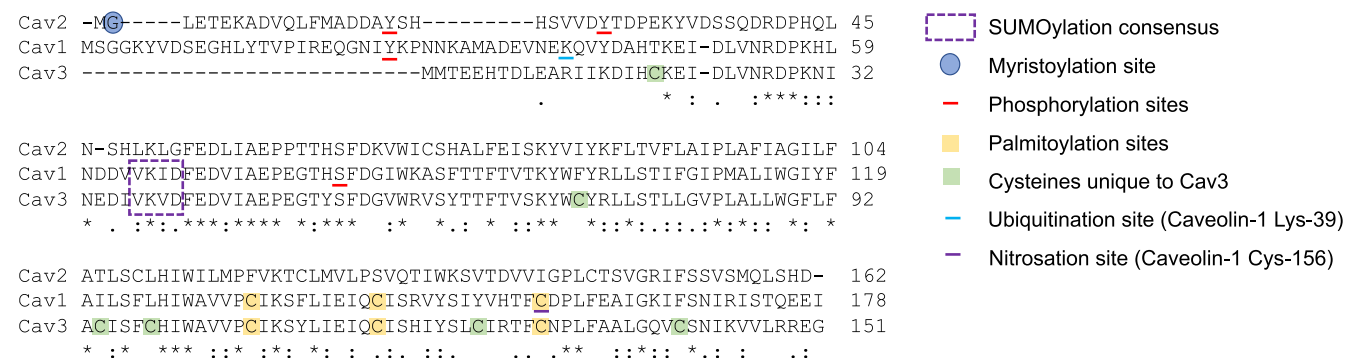 Cav2 -MG-----LETEKADVQLFMADDAYSH---------HSVVDYTDPEKYVDSSQDRDPHQL 45
Cav1 MSGGKYVDSEGHLYTVPIREQGNIYKPNNKAMADEVNEKQVYDAHTKEI-DLVNRDPKHL 59
Cav3 ---------------------------MMTEEHTDLEARIIKDIHCKEI-DLVNRDPKNI 32
. * : . :***:::
Cav2 N-SHLKLGFEDLIAEPPTTHSFDKVWICSHALFEISKYVIYKFLTVFLAIPLAFIAGILF 104
Cav1 NDDVVKIDFEDVIAEPEGTHSFDGIWKASFTTFTVTKYWFYRLLSTIFGIPMALIWGIYF 119
Cav3 NEDIVKVDFEDVIAEPEGTYSFDGVWRVSYTTFTVSKYWCYRLLSTLLGVPLALLWGFLF 92
Cav2 ATLSCLHIWILMPFVKTCLMVLPSVQTIWKSVTDVVIGPLCTSVGRIFSSVSMQLSHD- 162
Cav1 AILSFLHIWAVVPCIKSFLIEIQCISRVYSIYVHTFCDPLFEAIGKIFSNIRISTQEEI 178
Cav3 ACISFCHIWAVVPCIKSYLIEIQCISHIYSLCIRTFCNPLFAALGQVCSNIKVVLRREG 151
SUMOylation consensus
Myristoylation site
Phosphorylation sites
Palmitoylation sites
Cysteines unique to Cav3
Ubiquitination site (Caveolin-1 Lys-39)
Nitrosation site (Caveolin-1 Cys-156)